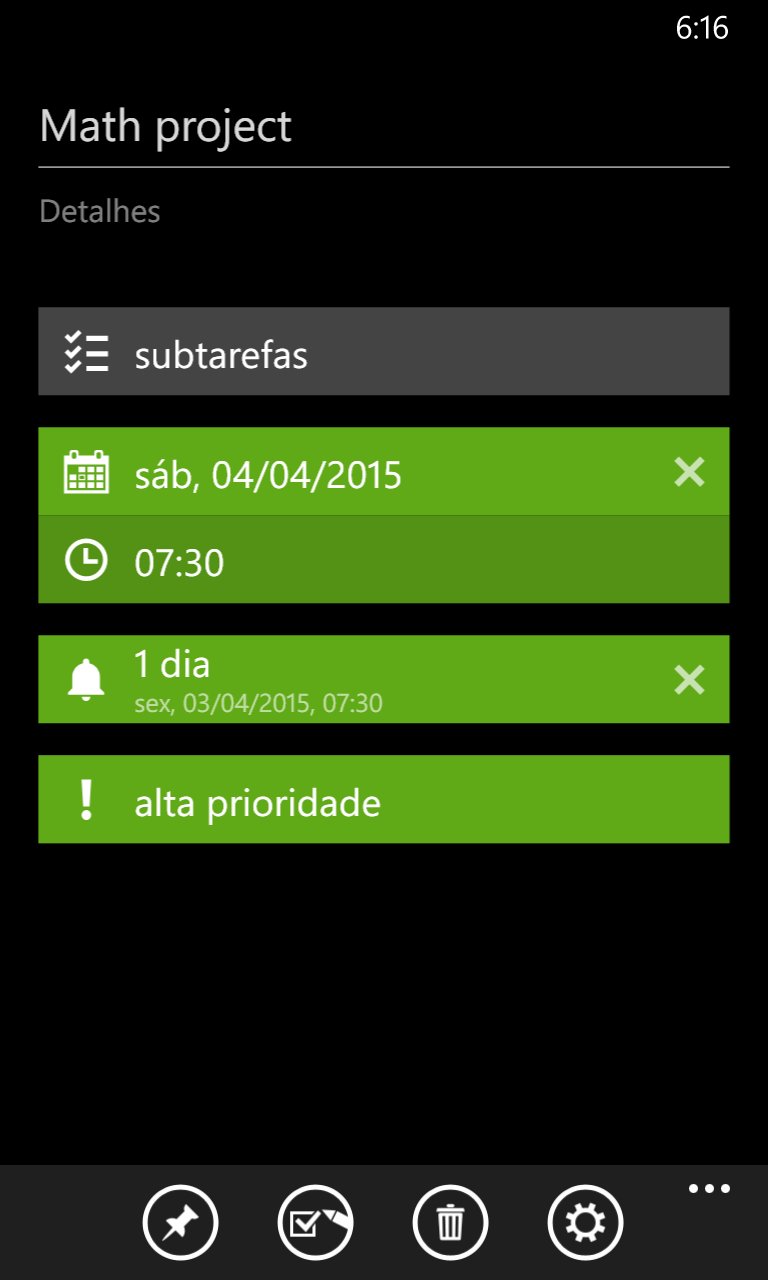 6:16
Math project
Detalhes
subtarefas
sáb, 04/04/2015
07:30
1 dia
sex, 03/04/2015, 07:30
alta prioridade